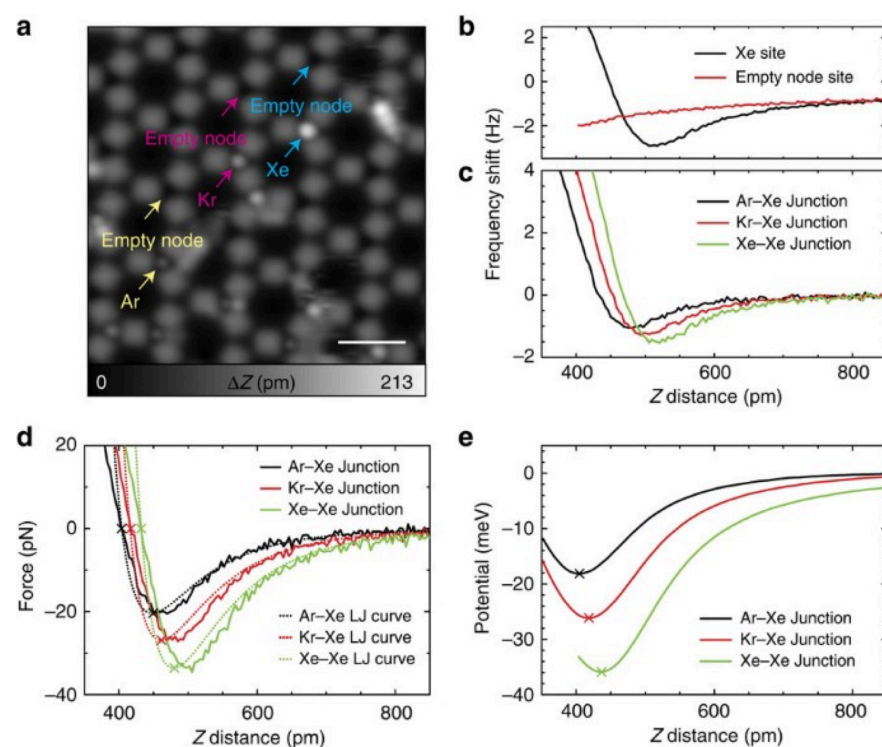 a
Empty node
Empty node
Empty node
Xe
Kr
Ar
0
ΔZ (pm)
213
b
Xe site
Empty node site
2
0
−2
Frequency shift (Hz)
c
Ar–Xe Junction
Kr–Xe Junction
Xe–Xe Junction
4
2
0
−2
400 600 800
Z distance (pm)
d
Ar–Xe Junction
Kr–Xe Junction
Xe–Xe Junction
Ar–Xe LJ curve
Kr–Xe LJ curve
Xe–Xe LJ curve
20
0
−20
−40
Force (pN)
400 500 600 700 800
Z distance (pm)
e
0
−10
−20
−30
−40
Potential (meV)
Ar–Xe Junction
Kr–Xe Junction
Xe–Xe Junction
400 500 600 700 800
Z distance (pm)